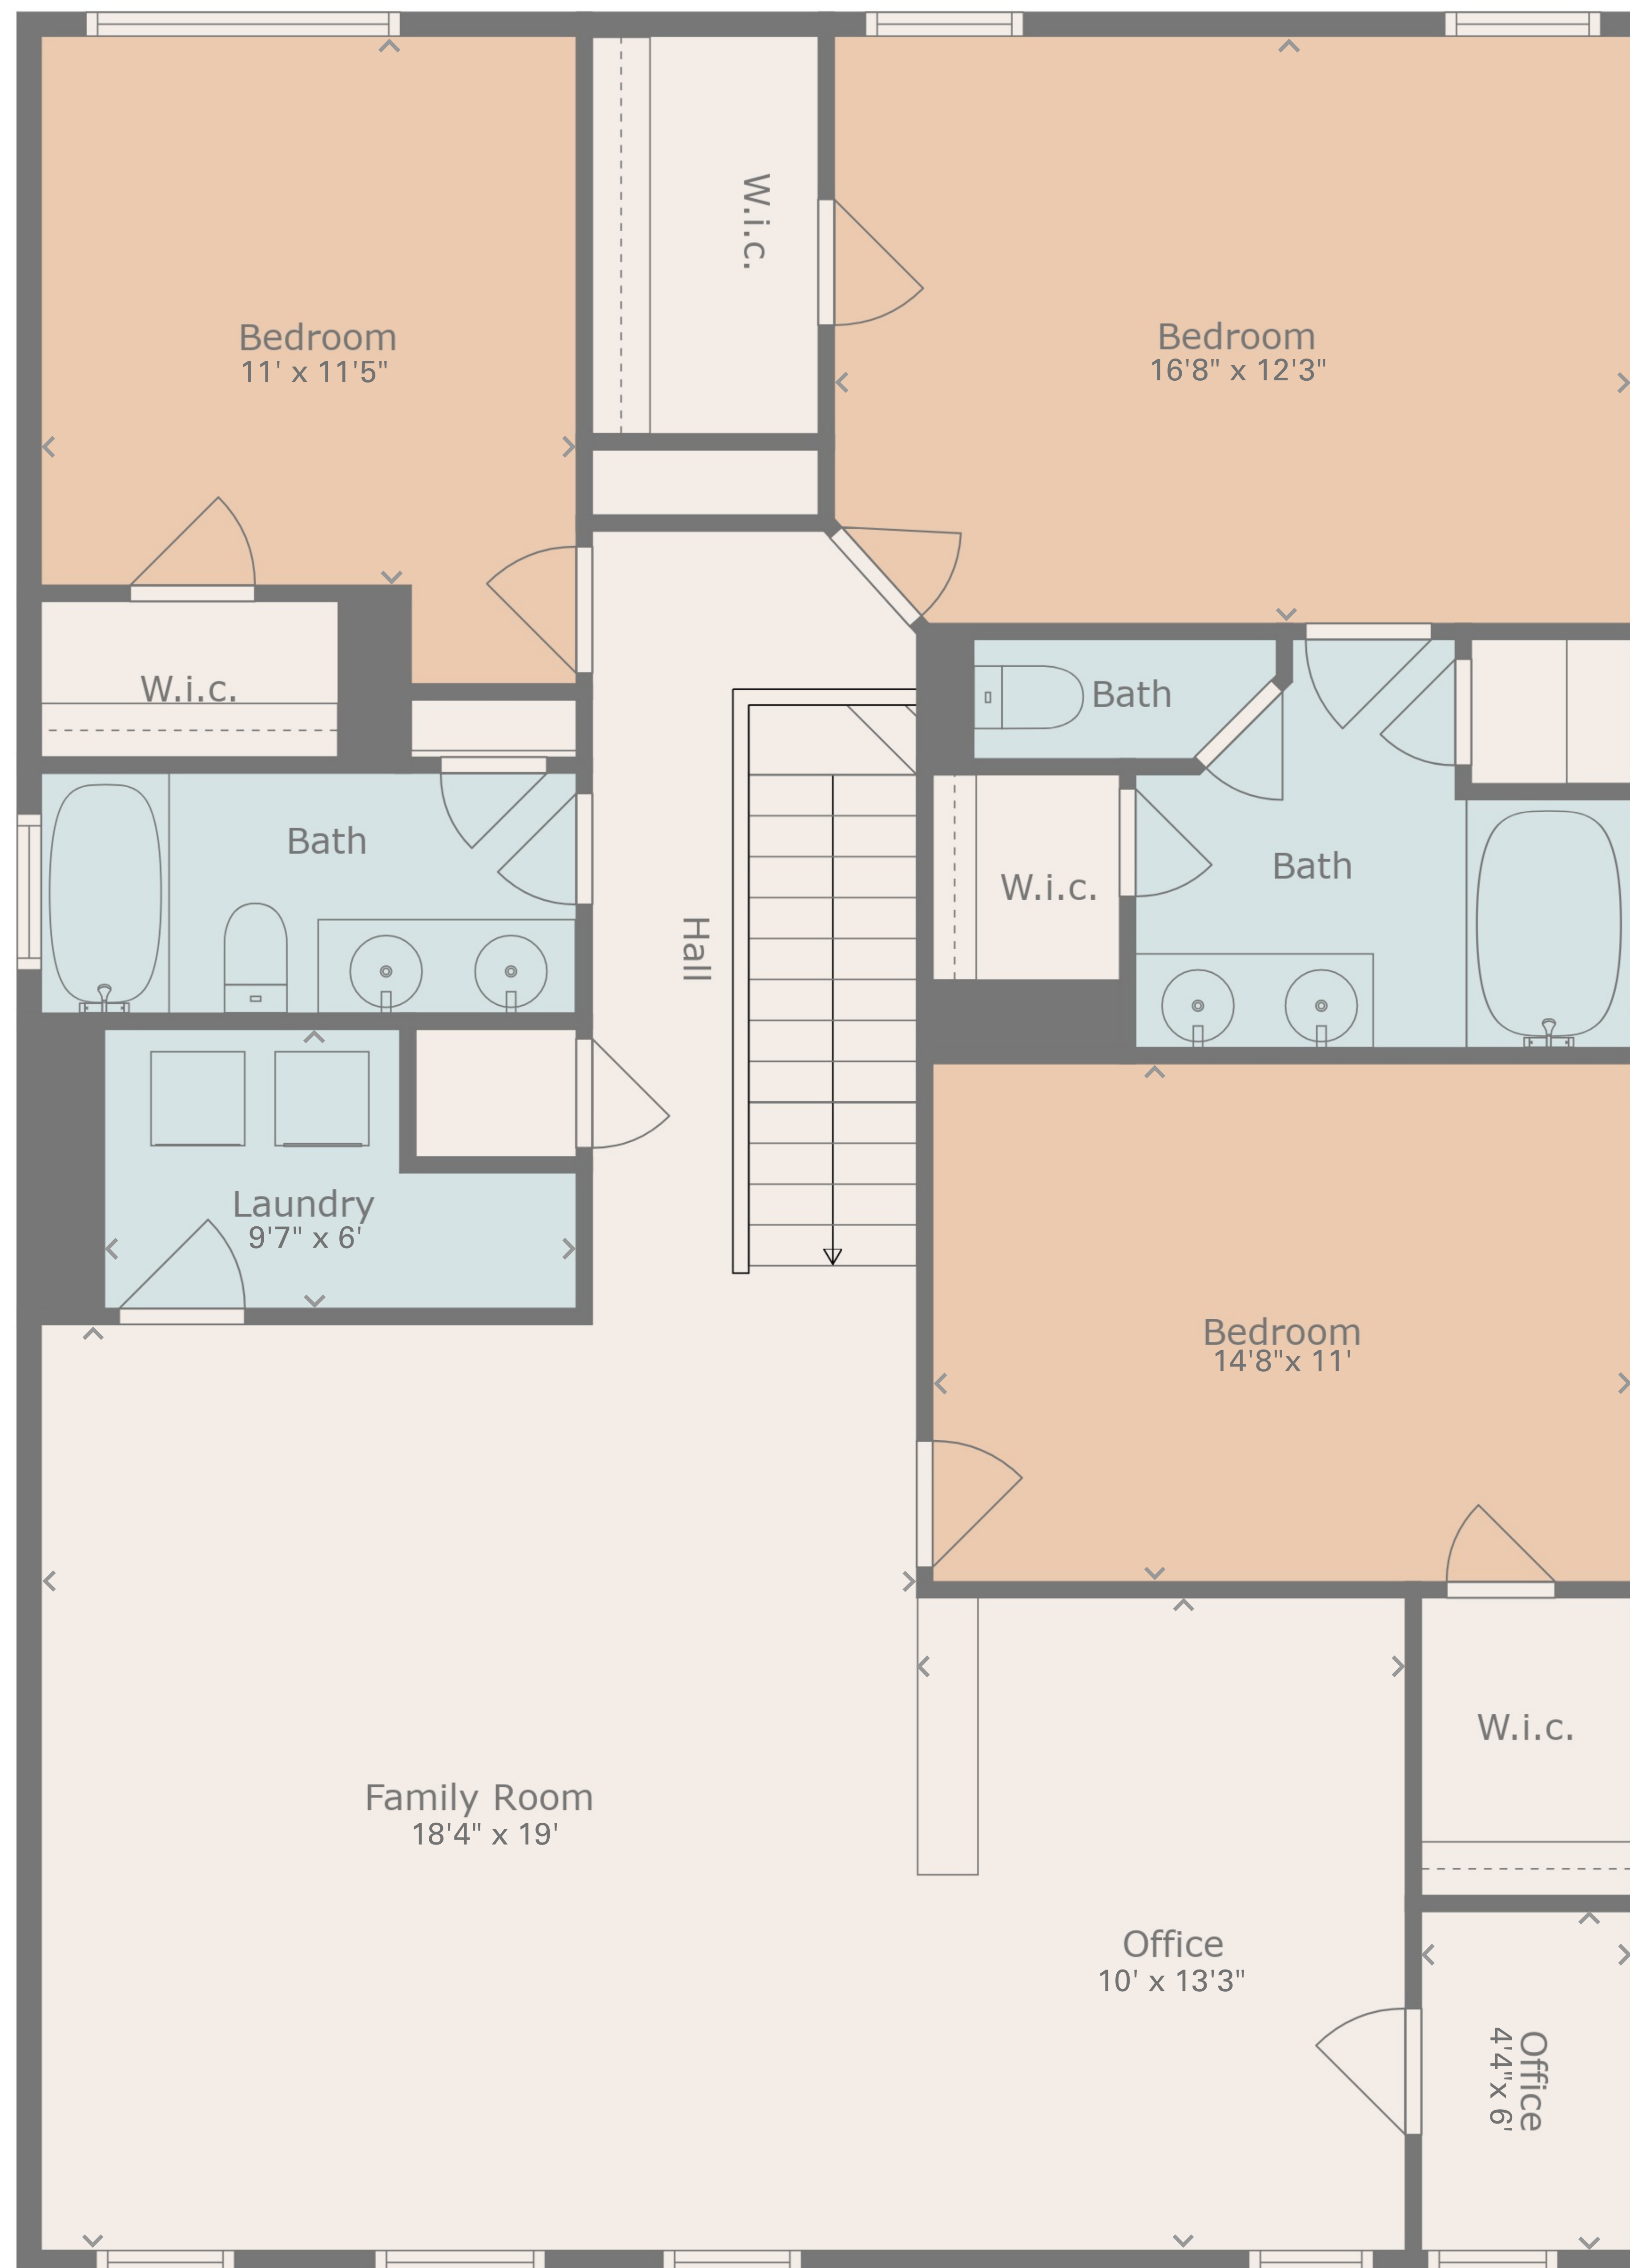 W.i.c.
Bedroom
11' x 11'5"
Bedroom
16'8" x 12'3"
W.i.c.
Bath
Bath
Bath
W.i.c.
Hall
Laundry
9'7" x 6'
Bedroom
14'8"x 11'
W.i.c.
Family Room
18'4" x 19'
Office
10' x 13'3"
Office
4'4"x 6'